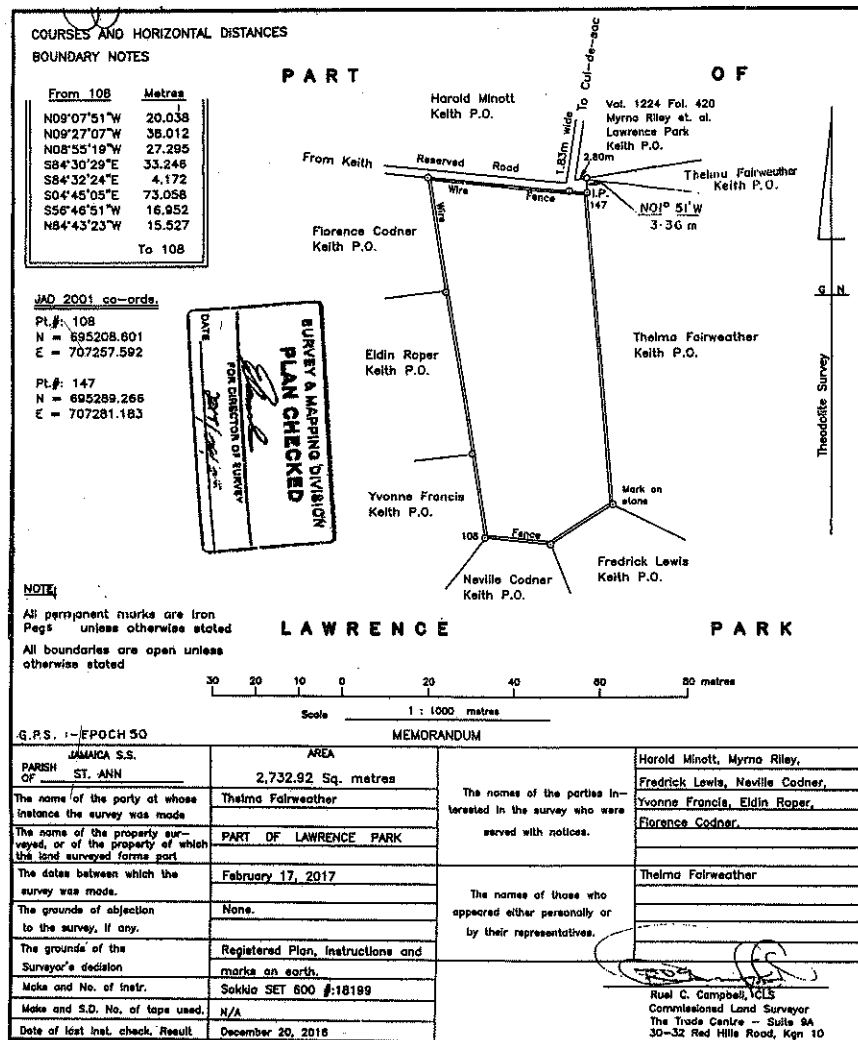 COURSES AND HORIZONTAL DISTANCES
BOUNDARY NOTES
From 108 Metres
N09°07'51"W 20.038
N09°27'07"W 38.012
N08°55'19"W 27.295
S84°30'29"E 33.246
S84°32'24"E 4.172
S04°45'05"E 73.058
S56°46'51"W 16.952
N84°43'23"W 15.527
To 108
JAD 2001 co-ords.
Pt.#: 108
N = 695208.601
E = 707257.592
Pt.#: 147
N = 695289.266
E = 707281.183
PART OF
Harold Minott
Keith P.O.
To Cul-de-sac
1.83m wide
Vol. 1224 Fol. 420
Myrna Riley et. al.
Lawrence Park
Keith P.O.
2.80m
From Keith
Reserved Road
Wire Fence
I.P.
147
Thelma Fairweather
Keith P.O.
N01° 51' W
3.36 m
Wire
Florence Codner
Keith P.O.
G N
Eldin Roper
Keith P.O.
Thelma Fairweather
Keith P.O.
Theodolite Survey
SURVEY & MAPPING DIVISION
PLAN CHECKED
FOR DIRECTOR OF SURVEY
DATE
Yvonne Francis
Keith P.O.
Mark on
stone
108
Fence
Fredrick Lewis
Keith P.O.
Neville Codner
Keith P.O.
NOTE:
All permanent marks are Iron
Pegs unless otherwise stated
All boundaries are open unless
otherwise stated
LAWRENCE PARK
30 20 10 0 20 40 60 80 metres
Scale 1 : 1000 metres
G.P.S. :- EPOCH 50
MEMORANDUM
JAMAICA S.S.
PARISH OF ST. ANN
AREA
2,732.92 Sq. metres
The name of the party at whose
instance the survey was made
Thelma Fairweather
The name of the property sur-
veyed, or of the property of which
the land surveyed forms part
PART OF LAWRENCE PARK
The dates between which the
survey was made.
February 17, 2017
The grounds of objection
to the survey, if any.
None.
The grounds of the
Surveyor's decision
Registered Plan, Instructions and
marks on earth.
Make and No. of instr.
Sokkia SET 600 #:18199
Make and S.D. No. of tape used.
N/A
Date of last inst. check. Result
December 20, 2016
The names of the parties in-
terested in the survey who were
served with notices.
Harold Minott, Myrna Riley,
Fredrick Lewis, Neville Codner,
Yvonne Francis, Eldin Roper,
Florence Codner.
The names of those who
appeared either personally or
by their representatives.
Thelma Fairweather
Ruel C. Campbell, CLS
Commissioned Land Surveyor
The Trade Centre - Suite 9A
30-32 Red Hills Road, Kgn 10